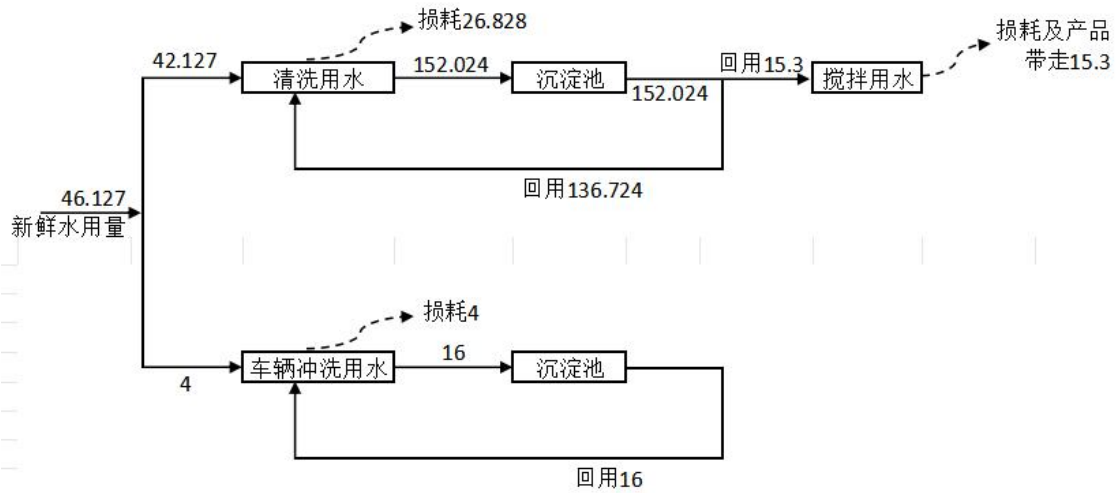 损耗26.828
损耗及产品
带走15.3
42.127
152.024
回用15.3
清洗用水
沉淀池
152.024
搅拌用水
回用136.724
46.127
新鲜水用量
损耗4
16
车辆冲洗用水
沉淀池
4
回用16